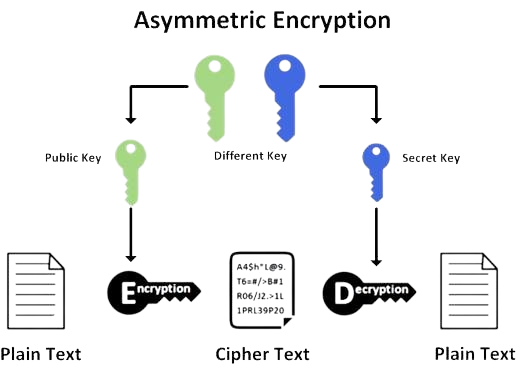 Asymmetric Encryption
Public Key
Different Key
Secret Key
Encryption
A4$h"L@9.
T6=#/>B#1
RO6/J2.>1L
1PRL39P20
Decryption
Plain Text
Cipher Text
Plain Text